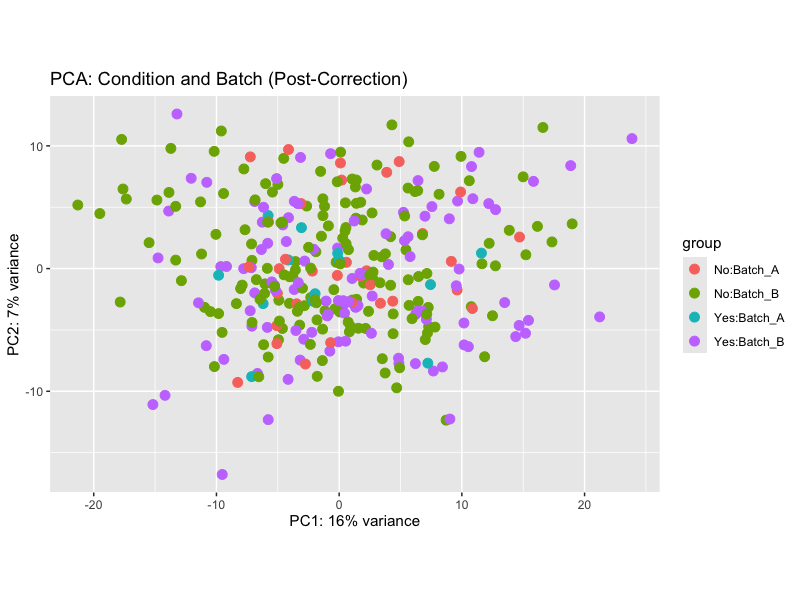 PCA: Condition and Batch (Post-Correction)
10
0
-10
PC2: 7% variance
-20
-10
0
10
20
PC1: 16% variance
group
No:Batch_A
No:Batch_B
Yes:Batch_A
Yes:Batch_B